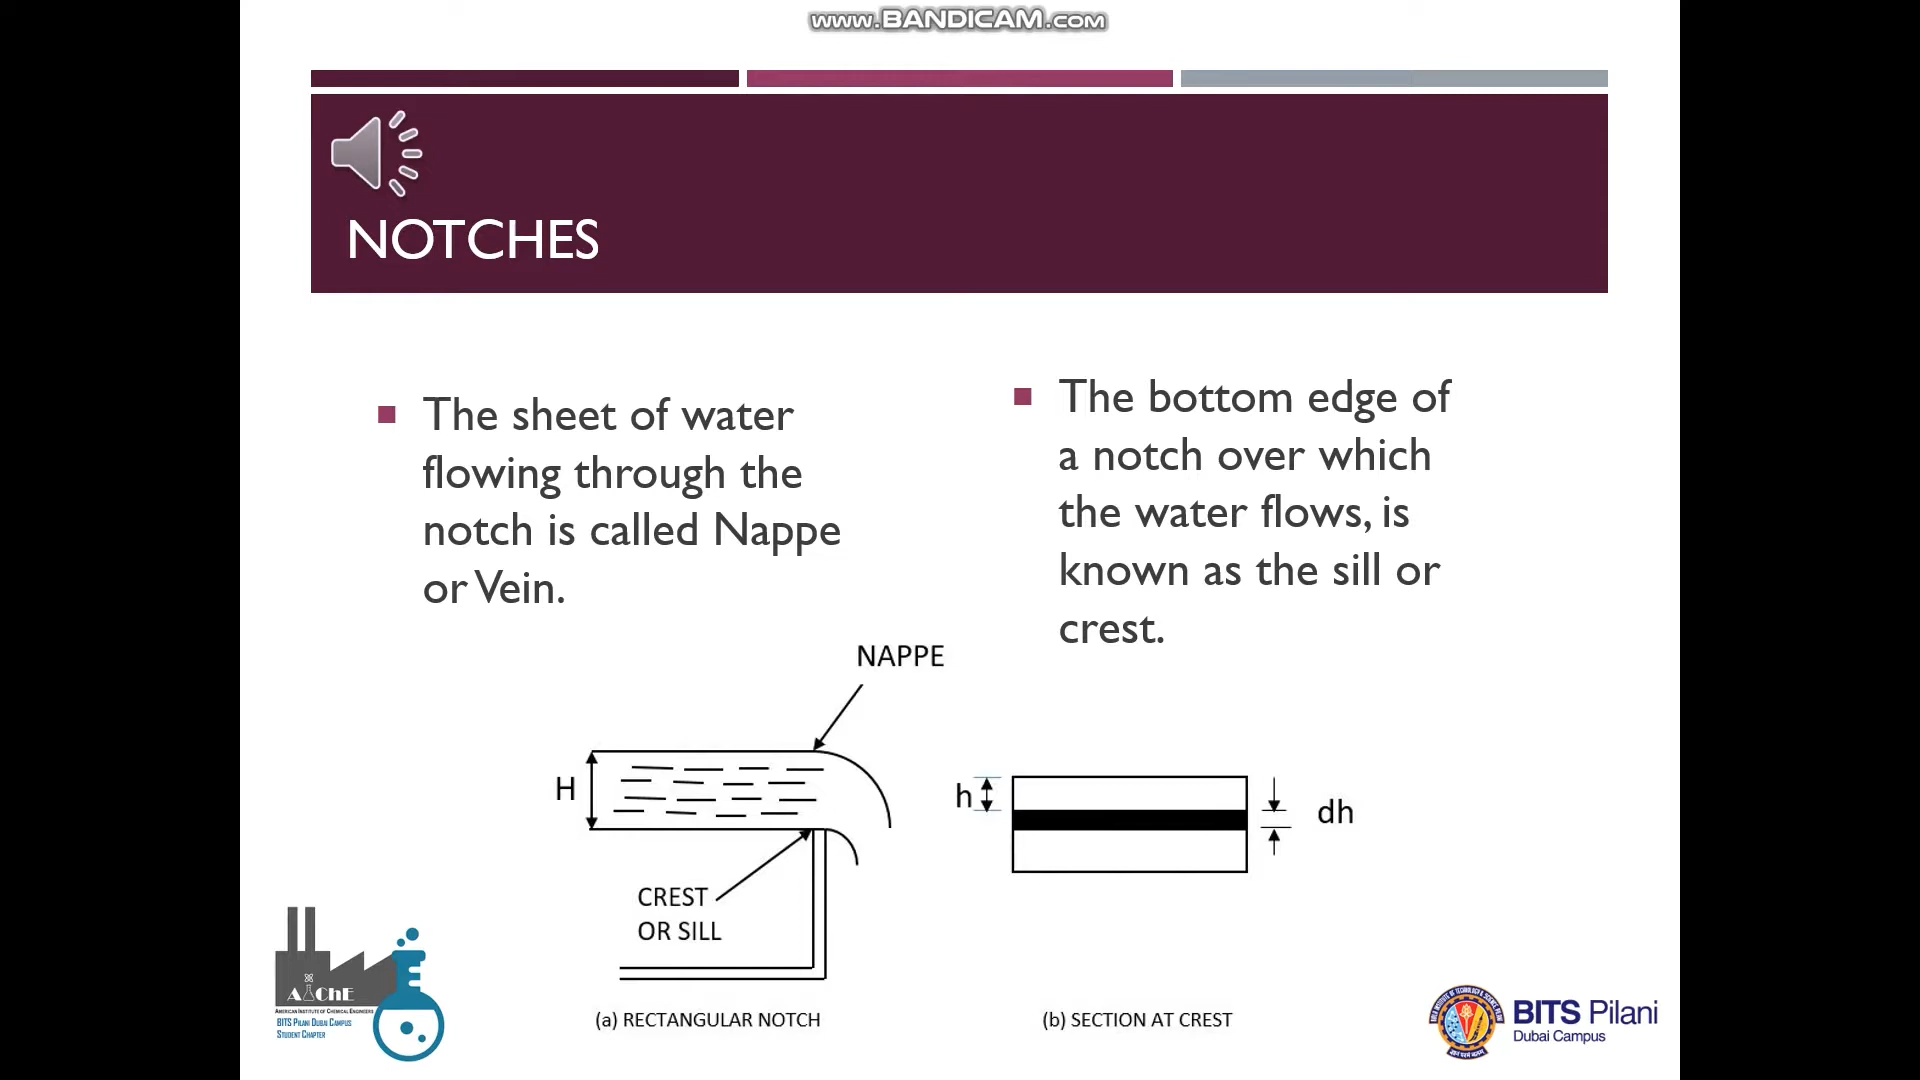 www.BANDICAM.com
NOTCHES
The sheet of water
flowing through the
notch is called Nappe
or Vein.
The bottom edge of
a notch over which
the water flows, is
known as the sill or
crest.
NAPPE
H
CREST
OR SILL
(a) RECTANGULAR NOTCH
h
dh
(b) SECTION AT CREST
AIChE
AMERICAN INSTITUTE OF CHEMICAL ENGINEERS
BITS PILANI DUBAI CAMPUS
STUDENT CHAPTER
BITS Pilani
Dubai Campus